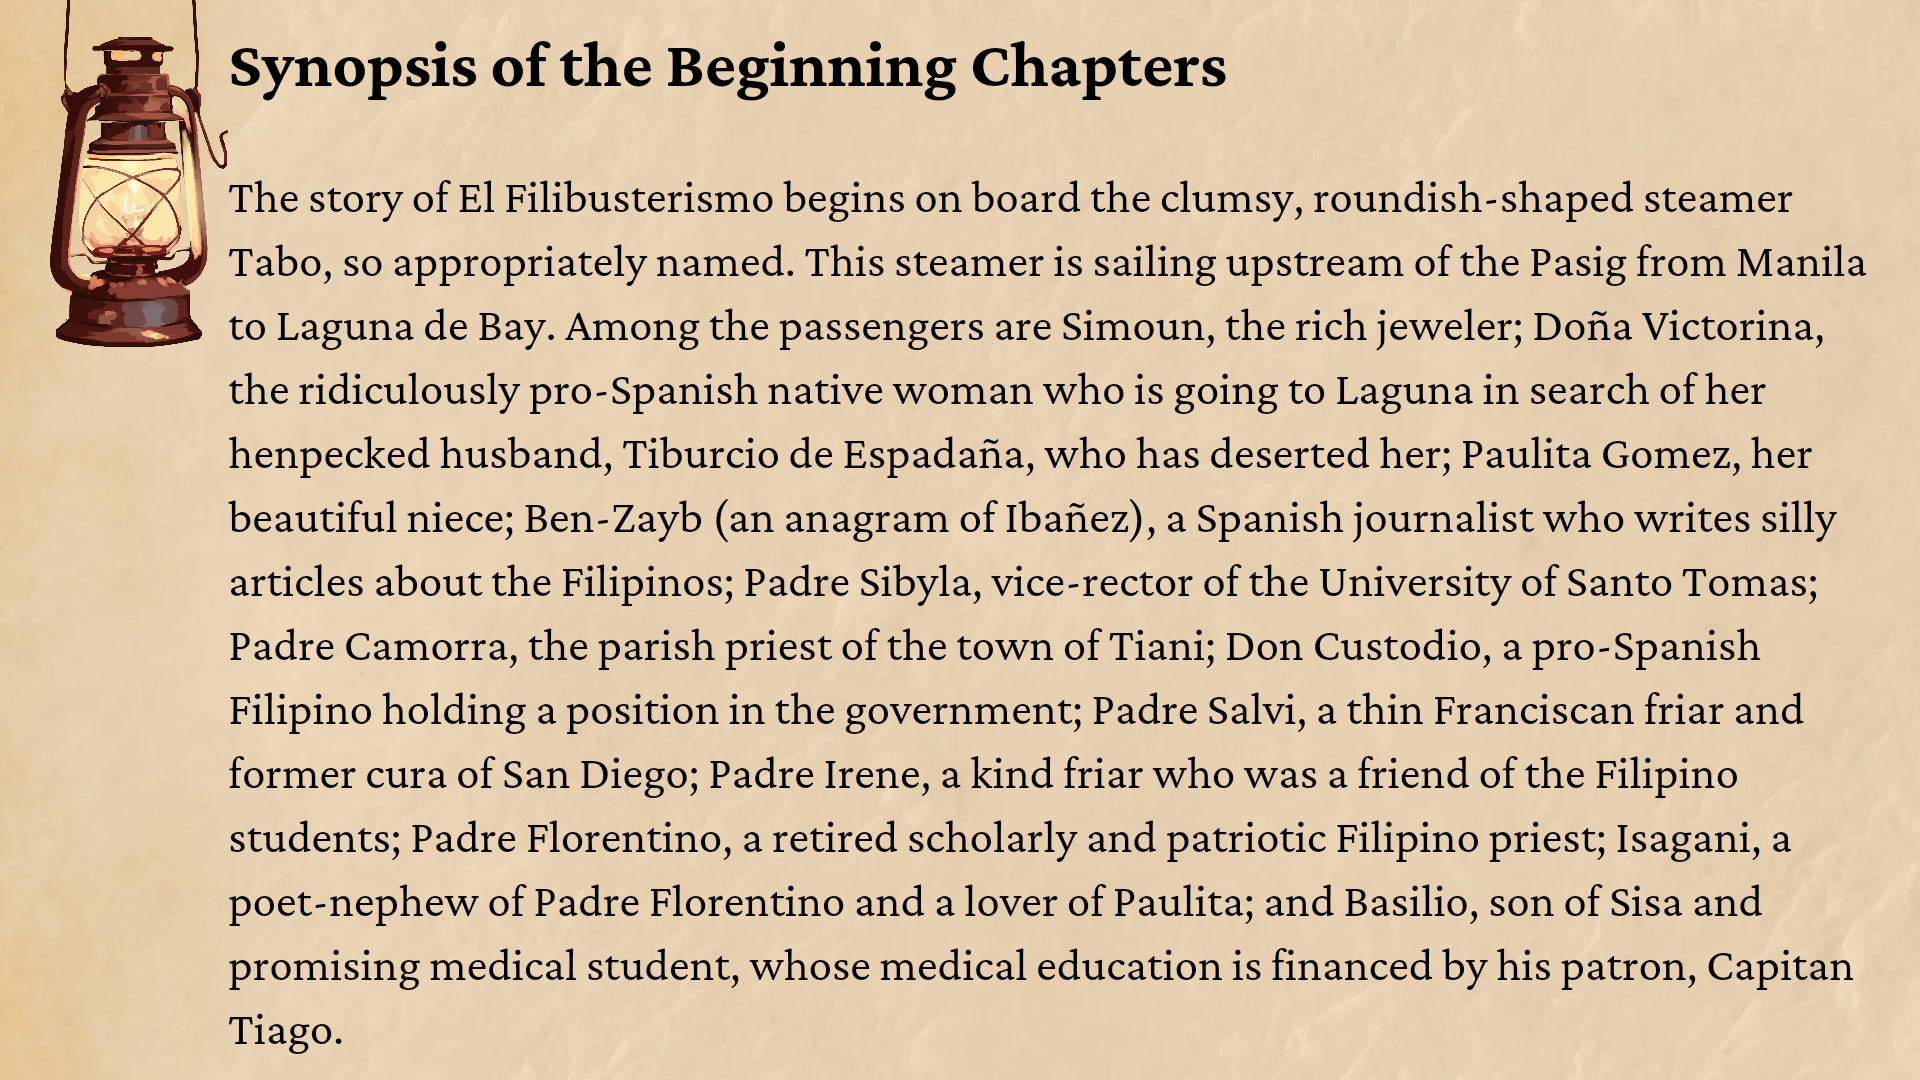 Synopsis of the Beginning Chapters
The story of El Filibusterismo begins on board the clumsy, roundish-shaped steamer
Tabo, so appropriately named. This steamer is sailing upstream of the Pasig from Manila
to Laguna de Bay. Among the passengers are Simoun, the rich jeweler; Doña Victorina,
the ridiculously pro-Spanish native woman who is going to Laguna in search of her
henpecked husband, Tiburcio de Espadaña, who has deserted her; Paulita Gomez, her
beautiful niece; Ben-Zayb (an anagram of Ibañez), a Spanish journalist who writes silly
articles about the Filipinos; Padre Sibyla, vice-rector of the University of Santo Tomas;
Padre Camorra, the parish priest of the town of Tiani; Don Custodio, a pro-Spanish
Filipino holding a position in the government; Padre Salvi, a thin Franciscan friar and
former cura of San Diego; Padre Irene, a kind friar who was a friend of the Filipino
students; Padre Florentino, a retired scholarly and patriotic Filipino priest; Isagani, a
poet-nephew of Padre Florentino and a lover of Paulita; and Basilio, son of Sisa and
promising medical student, whose medical education is financed by his patron, Capitan
Tiago.